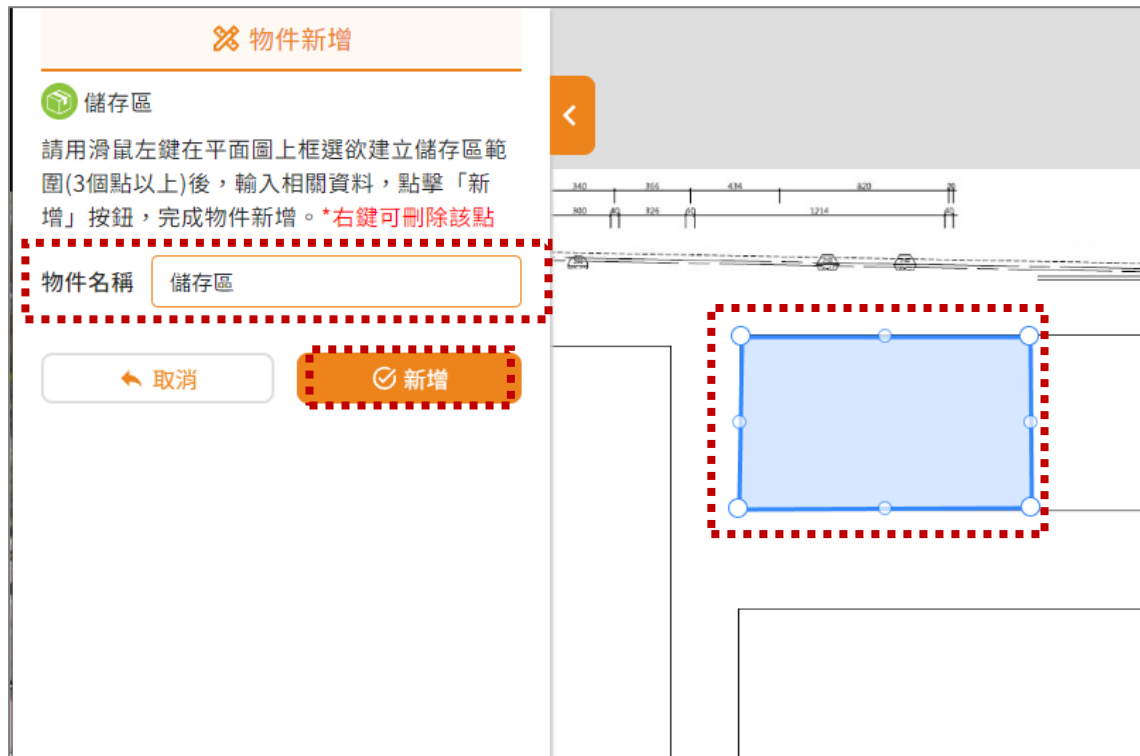 物件新增
儲存區
請用滑鼠左鍵在平面圖上框選欲建立儲存區範
圍(3個點以上)後，輸入相關資料，點擊「新
增」按鈕，完成物件新增。*右鍵可刪除該點
物件名稱 儲存區
取消 新增
340 366 434 820 20
300 40 326 40 1214 40